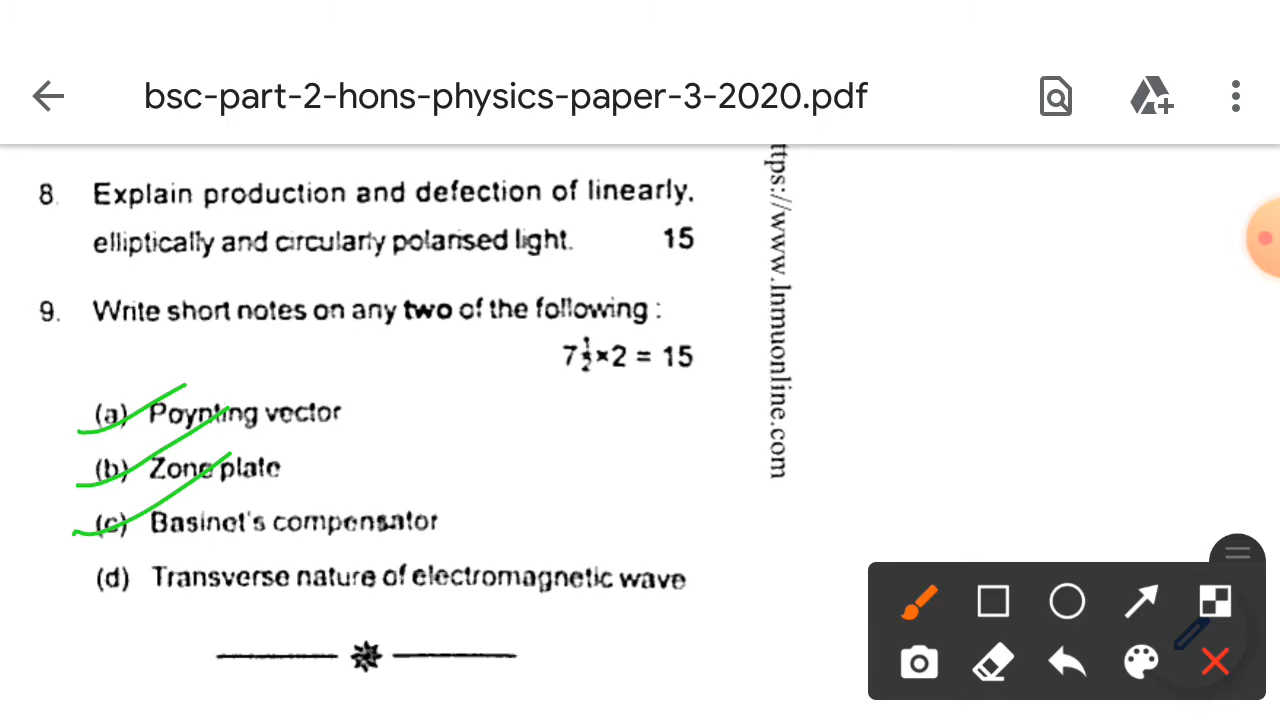 bsc-part-2-hons-physics-paper-3-2020.pdf
8. Explain production and defection of linearly,
elliptically and circularly polarised light. 15
9. Write short notes on any two of the following :
7½×2 = 15
(a) Poynting vector
(b) Zone plate
(c) Basinet's compensator
(d) Transverse nature of electromagnetic wave
ttps://www.lnmuonline.com